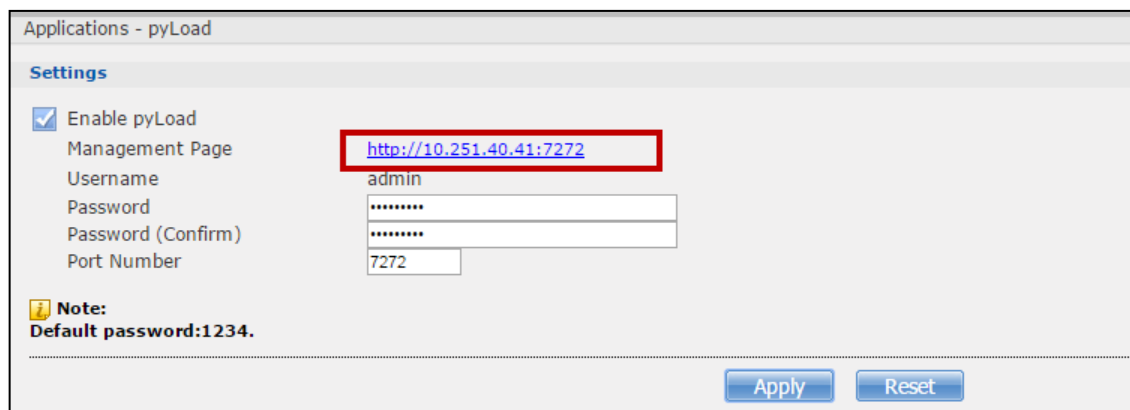 Applications - pyLoad
Settings
Enable pyLoad
Management Page http://10.251.40.41:7272
Username admin
Password •••••••••
Password (Confirm) •••••••••
Port Number 7272
Note:
Default password:1234.
Apply Reset